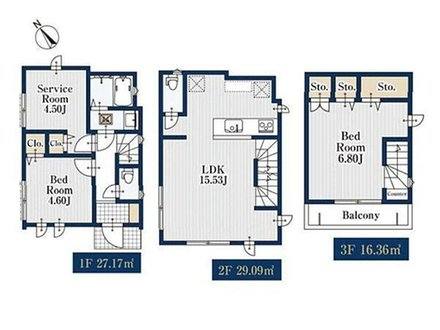 Service
Room
4.50J
Clo.
Clo.
Bed
Room
4.60J
1F 27.17㎡
LDK
15.53J
2F 29.09㎡
Sto.
Sto.
Sto.
Bed
Room
6.80J
Counter
Balcony
3F 16.36㎡